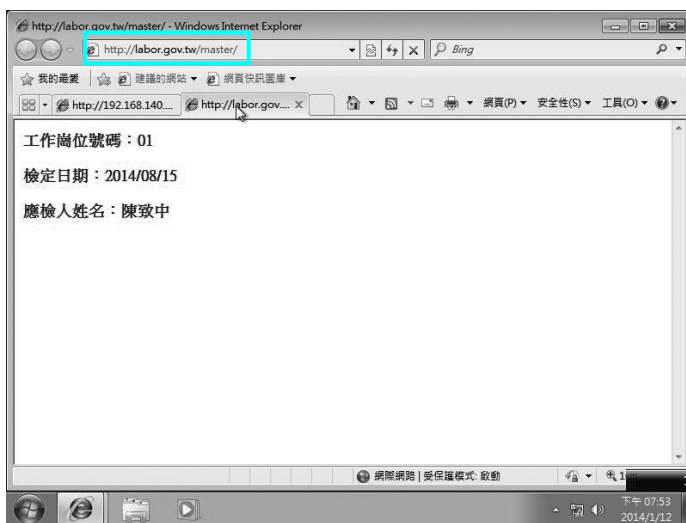 http://labor.gov.tw/master/ - Windows Internet Explorer
http://labor.gov.tw/master/
Bing
我的最愛 建議的網站 網頁快訊圖庫
http://192.168.140.... http://labor.gov.... 網頁(P) 安全性(S) 工具(O)
工作崗位號碼：01
檢定日期：2014/08/15
應檢人姓名：陳致中
網際網路 | 受保護模式: 啟動
下午 07:53
2014/1/12